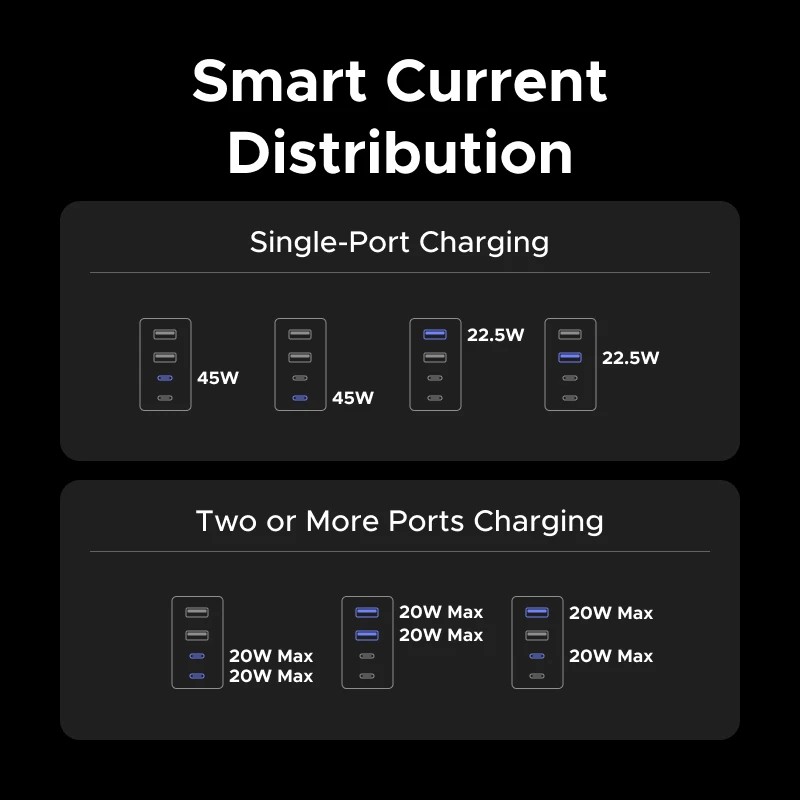 Smart Current
Distribution
Single-Port Charging
45W
45W
22.5W
22.5W
Two or More Ports Charging
20W Max
20W Max
20W Max
20W Max
20W Max
20W Max